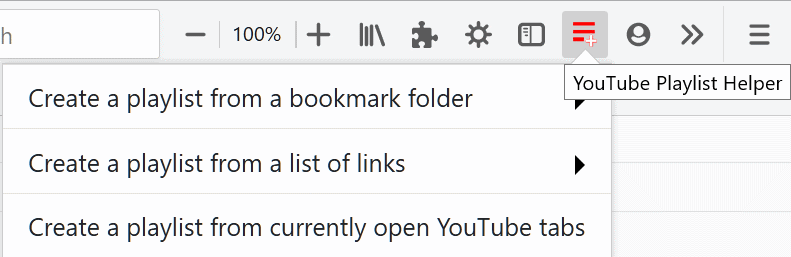 h
100%
YouTube Playlist Helper
Create a playlist from a bookmark folder
Create a playlist from a list of links
Create a playlist from currently open YouTube tabs